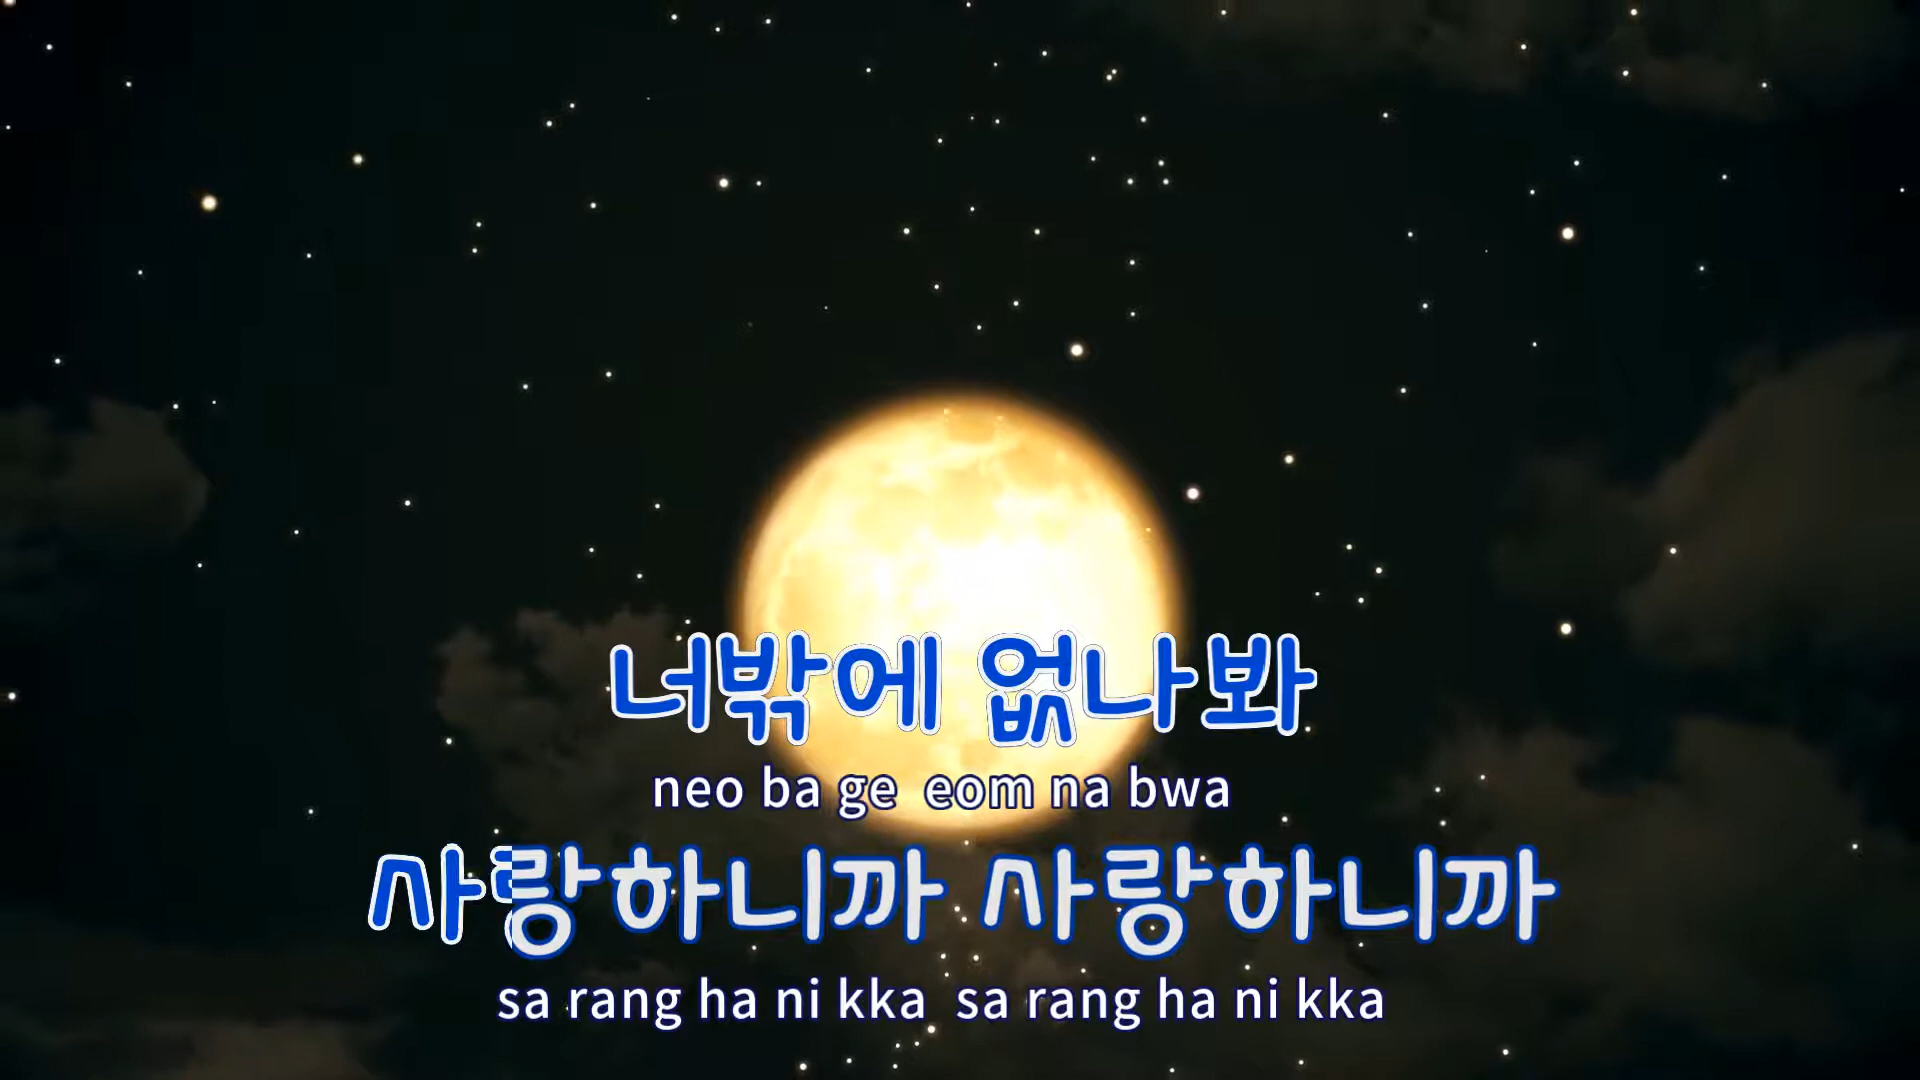 너밖에 없나봐
neo ba ge eom na bwa
사랑하니까 사랑하니까
sa rang ha ni kka sa rang ha ni kka